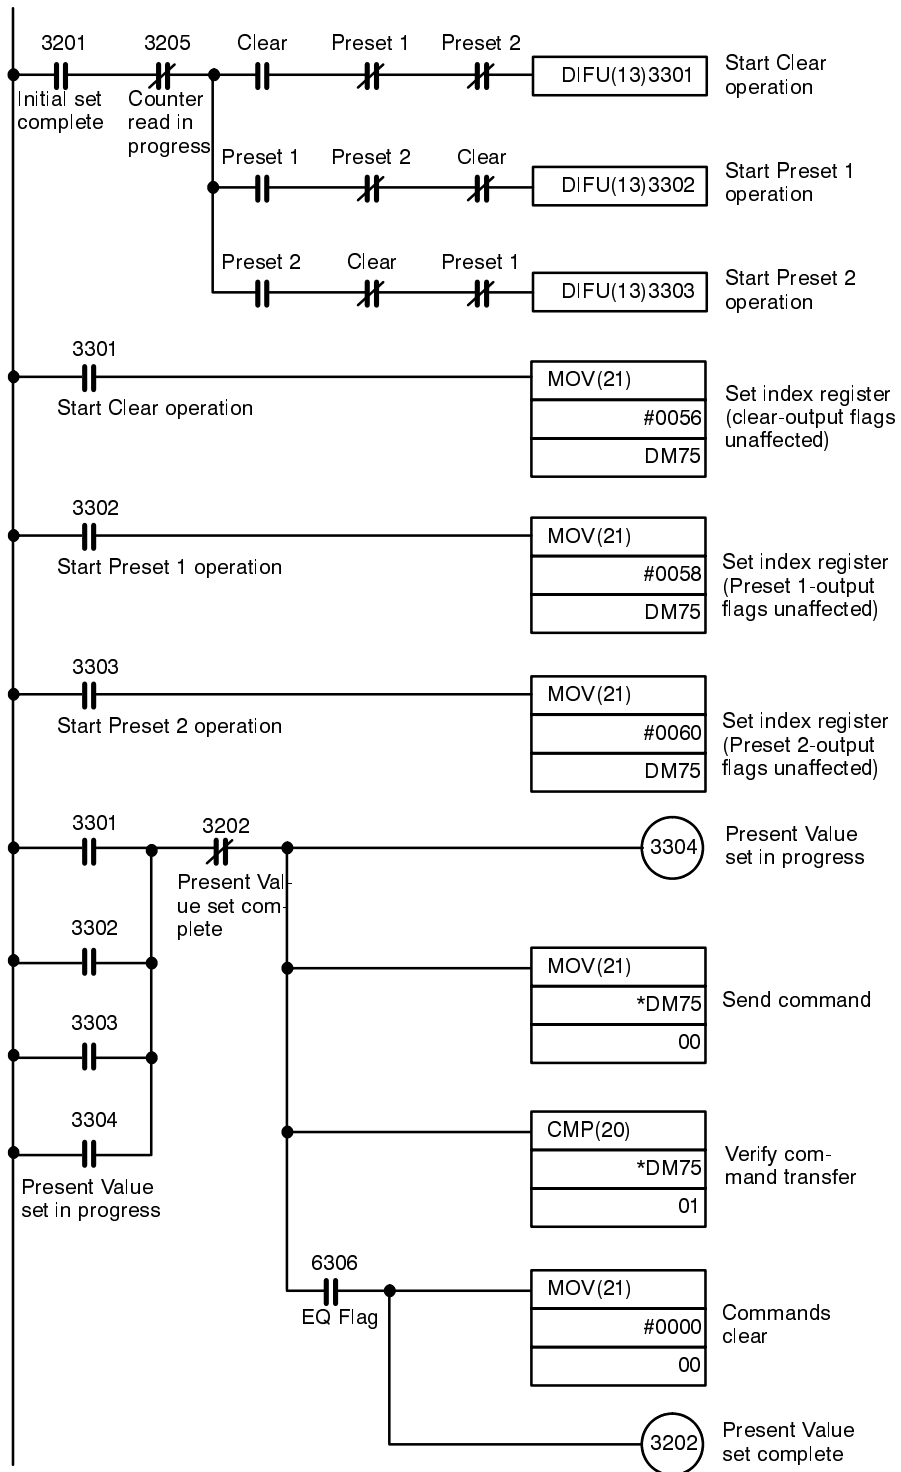 3201
3205
Clear
Preset 1
Preset 2
DIFU(13)3301
Start Clear
operation
Initial set
complete
Counter
read in
progress
Preset 1
Preset 2
Clear
DIFU(13)3302
Start Preset 1
operation
Preset 2
Clear
Preset 1
DIFU(13)3303
Start Preset 2
operation
3301
Start Clear operation
MOV(21)
#0056
DM75
Set index register
(clear-output flags
unaffected)
3302
Start Preset 1 operation
MOV(21)
#0058
DM75
Set index register
(Preset 1-output
flags unaffected)
3303
Start Preset 2 operation
MOV(21)
#0060
DM75
Set index register
(Preset 2-output
flags unaffected)
3301
3202
Present Val-
ue set com-
plete
3304
Present Value
set in progress
3302
MOV(21)
*DM75
00
Send command
3303
3304
Present Value
set in progress
CMP(20)
*DM75
01
Verify com-
mand transfer
6306
EQ Flag
MOV(21)
#0000
00
Commands
clear
3202
Present Value
set complete